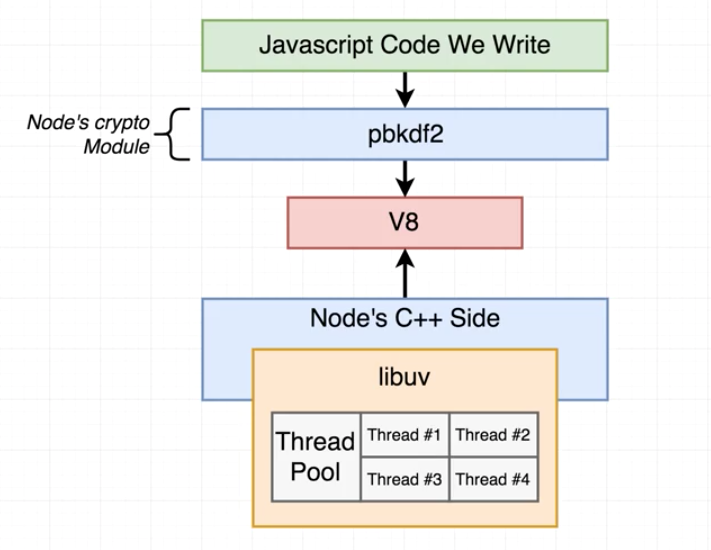 Javascript Code We Write
Node's crypto
Module
pbkdf2
V8
Node's C++ Side
libuv
Thread
Pool
Thread #1
Thread #2
Thread #3
Thread #4